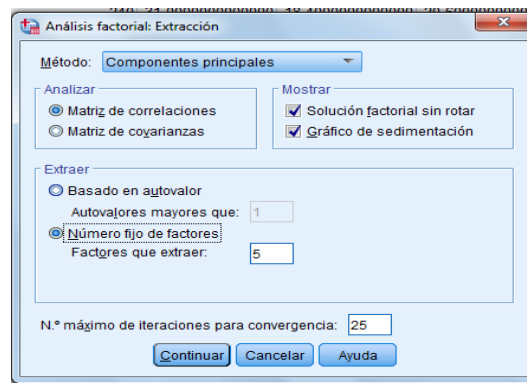 Análisis factorial: Extracción
Método: Componentes principales
Analizar
Matriz de correlaciones
Matriz de covarianzas
Mostrar
Solución factorial sin rotar
Gráfico de sedimentación
Extraer
Basado en autovalor
Autovalores mayores que: 1
Número fijo de factores
Factores que extraer: 5
N.º máximo de iteraciones para convergencia: 25
Continuar Cancelar Ayuda